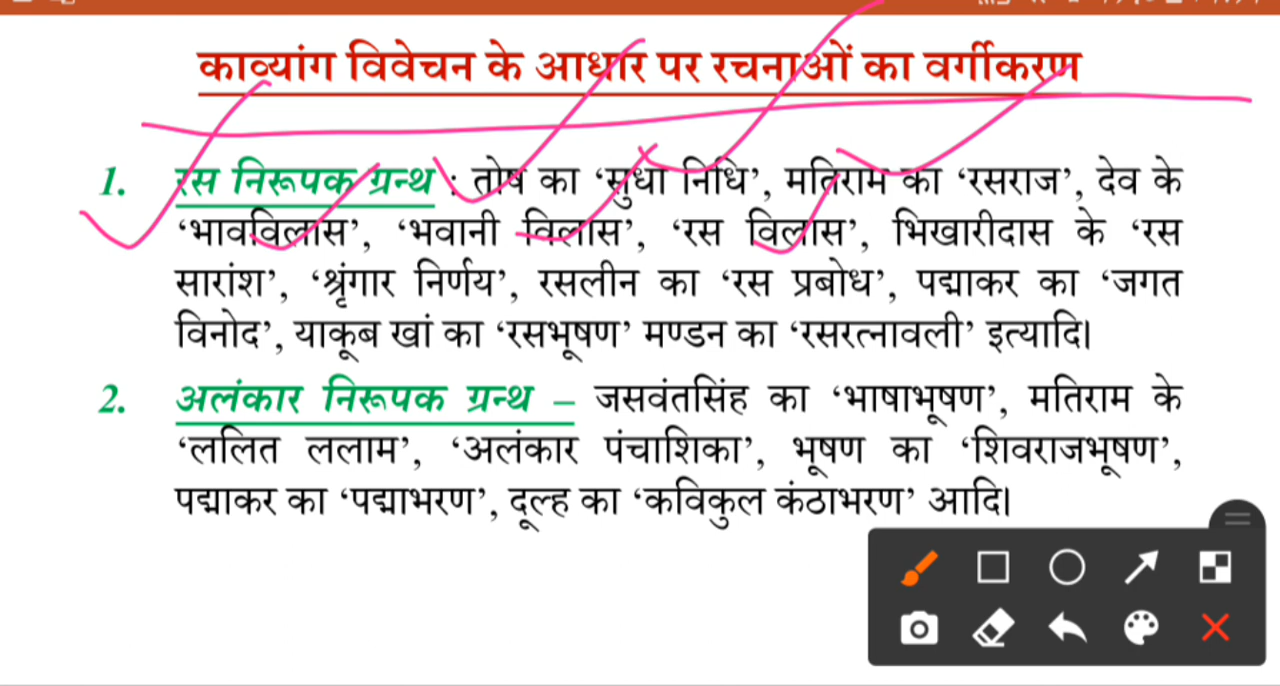 काव्यांग विवेचन के आधार पर रचनाओं का वर्गीकरण
1. रस निरूपक ग्रन्थ : तोष का ‘सुधा निधि’, मतिराम का ‘रसराज’, देव के
‘भावविलास’, ‘भवानी विलास’, ‘रस विलास’, भिखारीदास के ‘रस
सारांश’, ‘श्रृंगार निर्णय’, रसलीन का ‘रस प्रबोध’, पद्माकर का ‘जगत
विनोद’, याकूब खां का ‘रसभूषण’ मण्डन का ‘रसरत्नावली’ इत्यादि।
2. अलंकार निरूपक ग्रन्थ – जसवंतसिंह का ‘भाषाभूषण’, मतिराम के
‘ललित ललाम’, ‘अलंकार पंचाशिका’, भूषण का ‘शिवराजभूषण’,
पद्माकर का ‘पद्माभरण’, दूल्ह का ‘कविकुल कंठाभरण’ आदि।